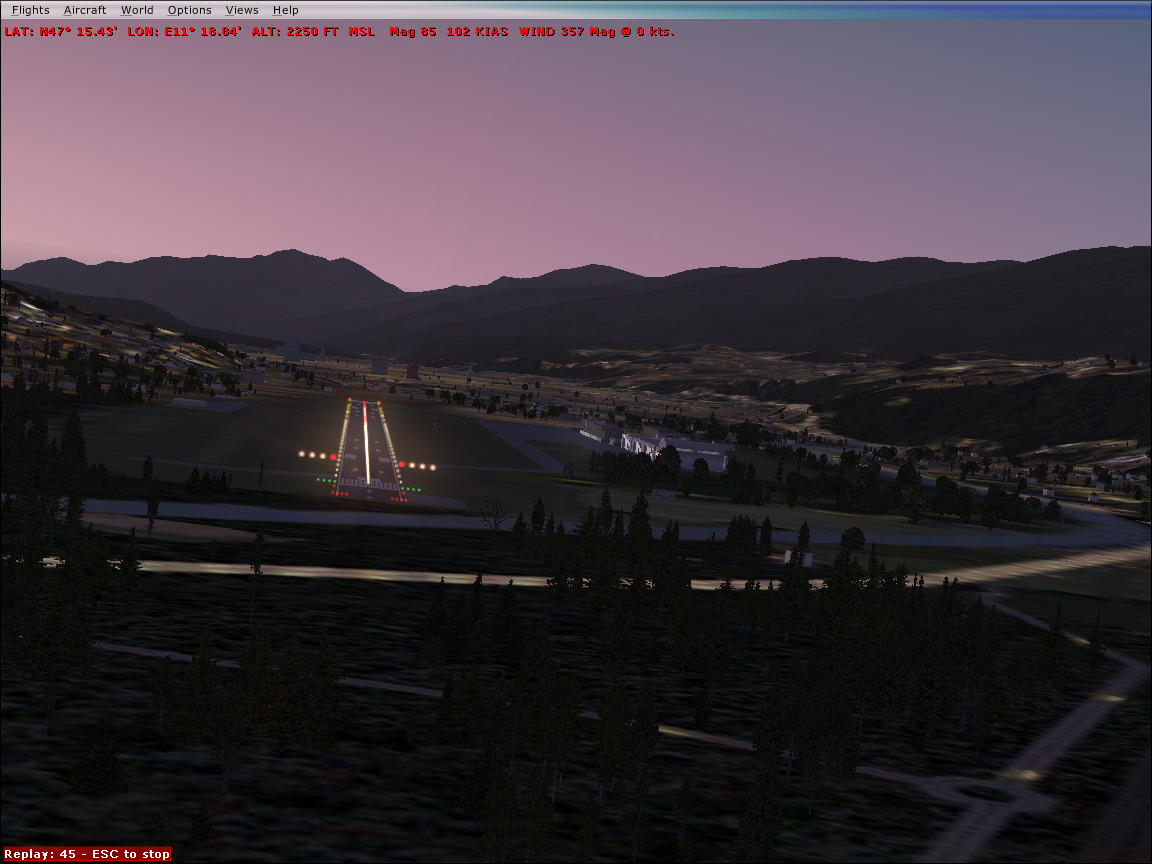 Flights Aircraft World Options Views Help
LAT: N47° 15.43' LON: E11° 18.84' ALT: 2250 FT MSL Mag 85 102 KIAS WIND 357 Mag @ 0 kts.
Replay: 45 - ESC to stop